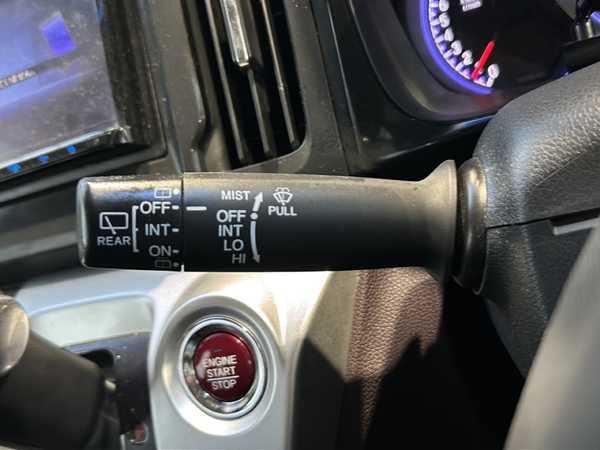 MIST
PULL
OFF
INT
LO
HI
REAR
OFF
INT
ON
ENGINE
START
STOP